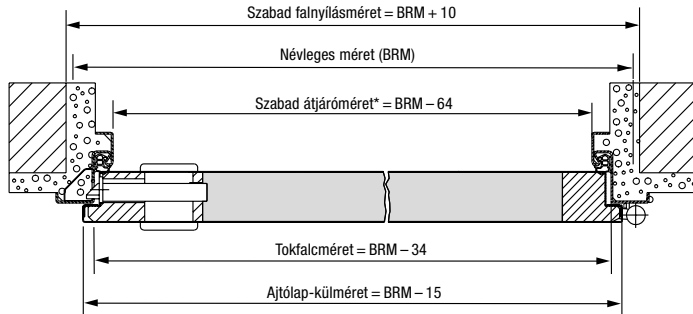 Szabad falnyílásméret = BRM + 10
Névleges méret (BRM)
Szabad átjáróméret* = BRM – 64
Tokfalcméret = BRM – 34
Ajtólap-külméret = BRM – 15